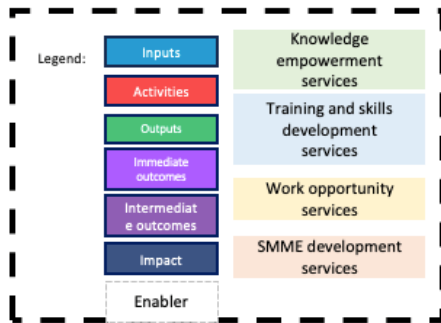 Legend:
Inputs
Activities
Outputs
Immediate
outcomes
Intermediat
e outcomes
Impact
Enabler
Knowledge
empowerment
services
Training and skills
development
services
Work opportunity
services
SMME development
services